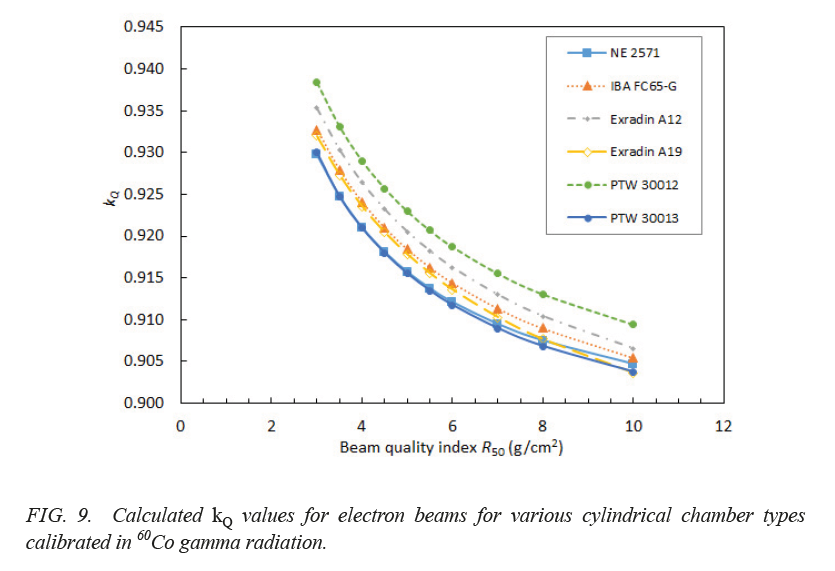 0.945
0.940
0.935
0.930
0.925
0.920
0.915
0.910
0.905
0.900
kQ
0 2 4 6 8 10 12
Beam quality index R50 (g/cm2)
NE 2571
IBA FC65-G
Exradin A12
Exradin A19
PTW 30012
PTW 30013
FIG. 9. Calculated kQ values for electron beams for various cylindrical chamber types
calibrated in 60Co gamma radiation.